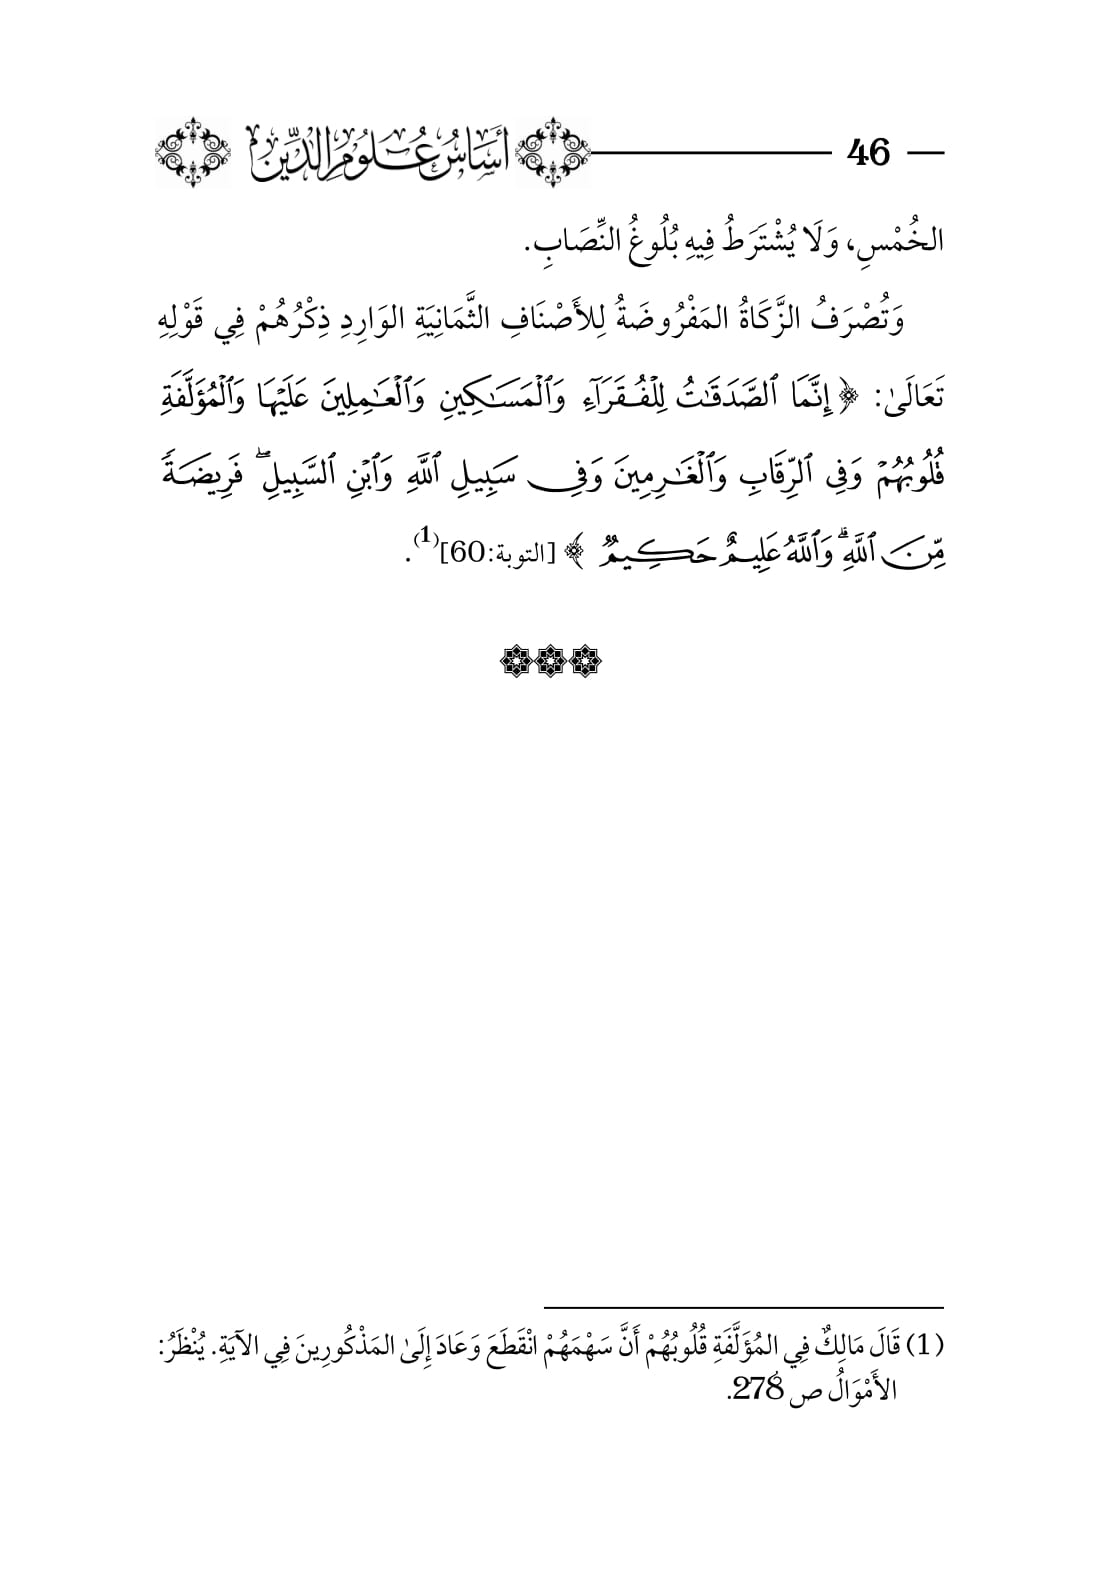 46 أَسَاسُ عُلُومِ الدِّينِ
الخُمْسِ، وَلَا يُشْتَرَطُ فِيهِ بُلُوغُ النِّصَابِ.
وَتُصْرَفُ الزَّكَاةُ المَفْرُوضَةُ لِلأَصْنَافِ الثَّمَانِيَةِ الوَارِدِ ذِكْرُهُمْ فِي قَوْلِهِ
تَعَالَىٰ: ﴿ إِنَّمَا ٱلصَّدَقَٰتُ لِلۡفُقَرَآءِ وَٱلۡمَسَٰكِينِ وَٱلۡعَٰمِلِينَ عَلَيۡهَا وَٱلۡمُؤَلَّفَةِ
قُلُوبُهُمۡ وَفِي ٱلرِّقَابِ وَٱلۡغَٰرِمِينَ وَفِي سَبِيلِ ٱللَّهِ وَٱبۡنِ ٱلسَّبِيلِۖ فَرِيضَةٗ
مِّنَ ٱللَّهِۗ وَٱللَّهُ عَلِيمٌ حَكِيمٞ ﴾ [التوبة:60](1).
(1) قَالَ مَالِكٌ فِي المُؤَلَّفَةِ قُلُوبُهُمْ أَنَّ سَهْمَهُمْ انْقَطَعَ وَعَادَ إِلَىٰ المَذْكُورِينَ فِي الآيَةِ. يُنْظَرُ:
الأَمْوَالُ ص 278.